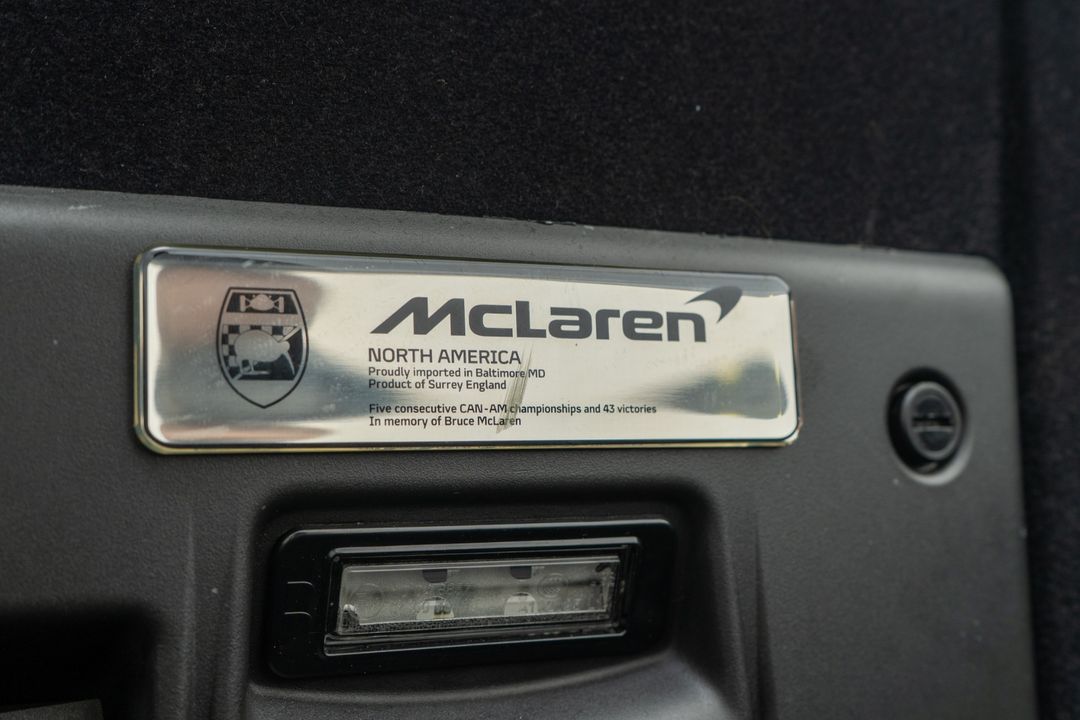 McLaren
NORTH AMERICA
Proudly imported in Baltimore MD
Product of Surrey England
Five consecutive CAN-AM championships and 43 victories
In memory of Bruce McLaren